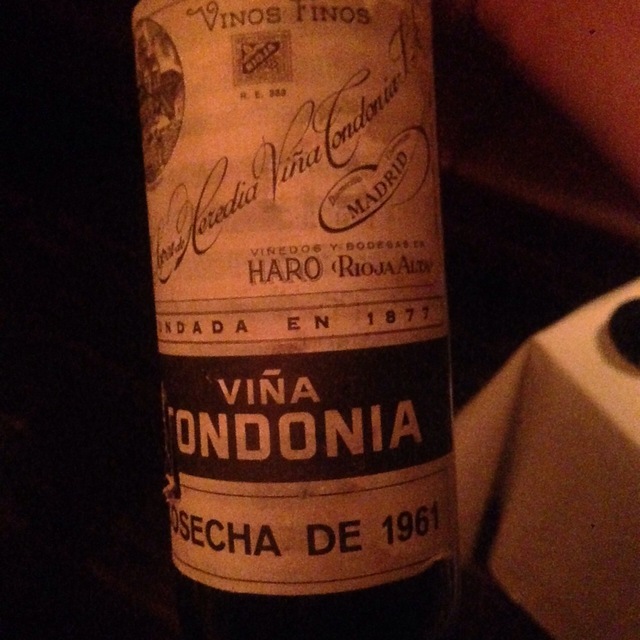 VINOS FINOS
R. E. 
de Heredia Viña Tondonia
MADRID
VIÑEDOS Y BODEGAS EN
HARO (RIOJA ALTA
NDADA EN 1877
VIÑA
TONDONIA
OSECHA DE 1961